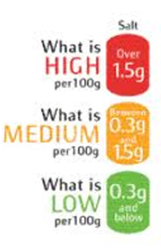 Salt
What is
HIGH
per100g
Over
1.5g
What is
MEDIUM
per100g
Between
0.3g
and
1.5g
What is
LOW
per100g
0.3g
and
below